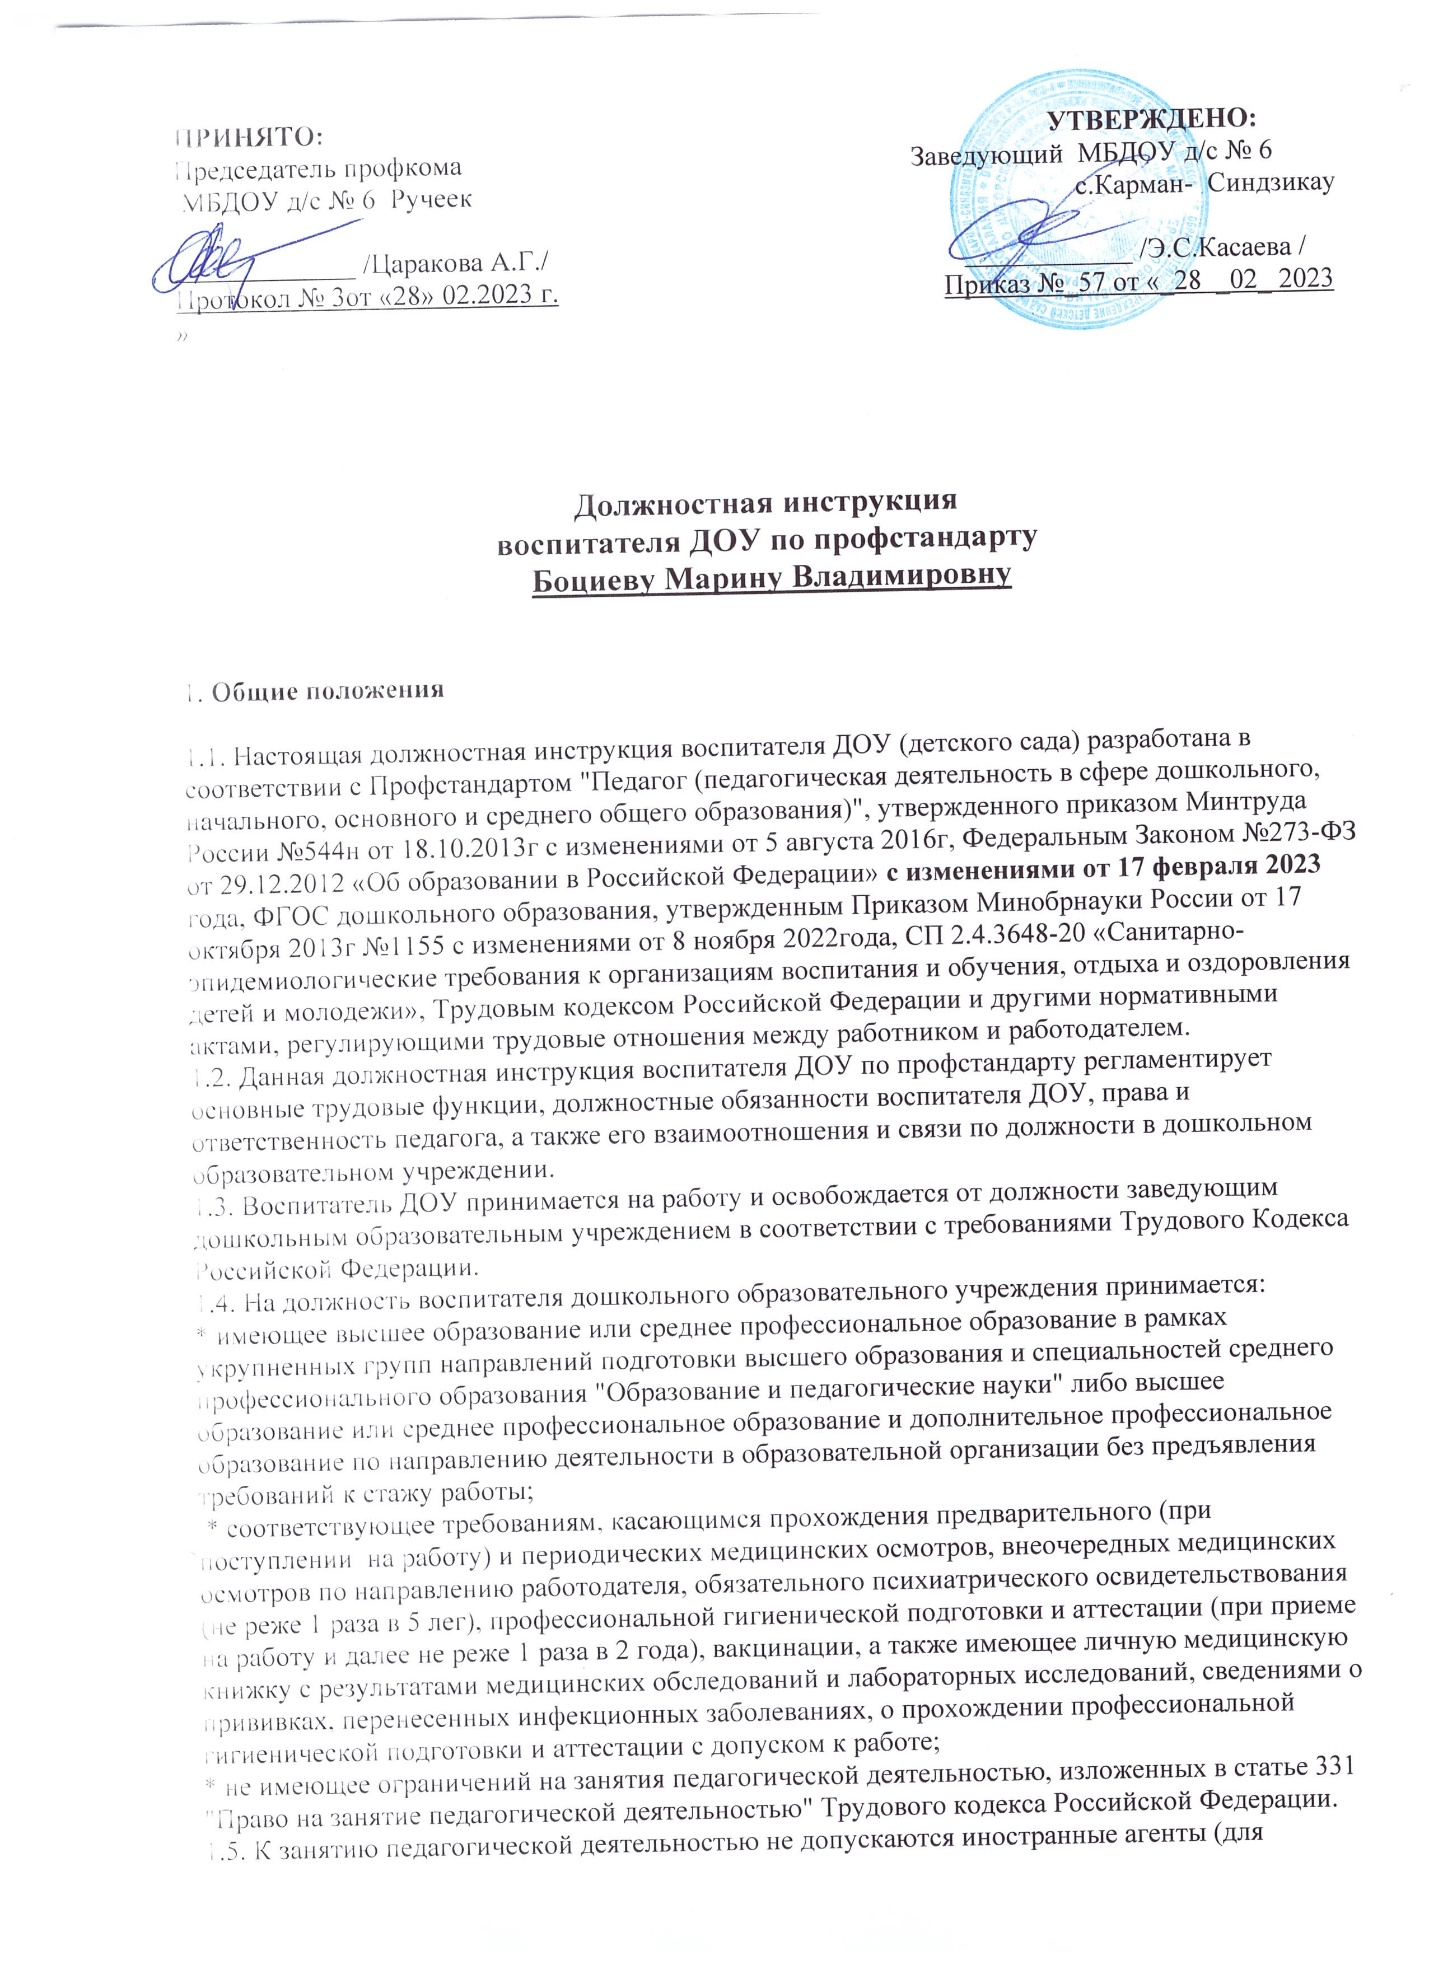 ПРИНЯТО:
Председатель профкома
МБДОУ д/с № 6 Ручеек
____________ /Царакова А.Г./
Протокол № 3от «28» 02.2023 г.
»
УТВЕРЖДЕНО:
Заведующий МБДОУ д/с № 6
с.Карман- Синдзикау
____________ /Э.С.Касаева /
Приказ №_57 от «_28 _02_ 2023
Должностная инструкция
воспитателя ДОУ по профстандарту
Боциеву Марину Владимировну
1. Общие положения
1.1. Настоящая должностная инструкция воспитателя ДОУ (детского сада) разработана в
соответствии с Профстандартом "Педагог (педагогическая деятельность в сфере дошкольного,
начального, основного и среднего общего образования)", утвержденного приказом Минтруда
России №544н от 18.10.2013г с изменениями от 5 августа 2016г, Федеральным Законом №273-ФЗ
от 29.12.2012 «Об образовании в Российской Федерации» с изменениями от 17 февраля 2023
года, ФГОС дошкольного образования, утвержденным Приказом Минобрнауки России от 17
октября 2013г №1155 с изменениями от 8 ноября 2022года, СП 2.4.3648-20 «Санитарно-
эпидемиологические требования к организациям воспитания и обучения, отдыха и оздоровления
детей и молодежи», Трудовым кодексом Российской Федерации и другими нормативными
актами, регулирующими трудовые отношения между работником и работодателем.
1.2. Данная должностная инструкция воспитателя ДОУ по профстандарту регламентирует
основные трудовые функции, должностные обязанности воспитателя ДОУ, права и
ответственность педагога, а также его взаимоотношения и связи по должности в дошкольном
образовательном учреждении.
1.3. Воспитатель ДОУ принимается на работу и освобождается от должности заведующим
дошкольным образовательным учреждением в соответствии с требованиями Трудового Кодекса
Российской Федерации.
1.4. На должность воспитателя дошкольного образовательного учреждения принимается:
* имеющее высшее образование или среднее профессиональное образование в рамках
укрупненных групп направлений подготовки высшего образования и специальностей среднего
профессионального образования "Образование и педагогические науки" либо высшее
образование или среднее профессиональное образование и дополнительное профессиональное
образование по направлению деятельности в образовательной организации без предъявления
требований к стажу работы;
* соответствующее требованиям, касающимся прохождения предварительного (при
поступлении на работу) и периодических медицинских осмотров, внеочередных медицинских
осмотров по направлению работодателя, обязательного психиатрического освидетельствования
(не реже 1 раза в 5 лет), профессиональной гигиенической подготовки и аттестации (при приеме
на работу и далее не реже 1 раза в 2 года), вакцинации, а также имеющее личную медицинскую
книжку с результатами медицинских обследований и лабораторных исследований, сведениями о
прививках, перенесенных инфекционных заболеваниях, о прохождении профессиональной
гигиенической подготовки и аттестации с допуском к работе;
* не имеющее ограничений на занятия педагогической деятельностью, изложенных в статье 331
"Право на занятие педагогической деятельностью" Трудового кодекса Российской Федерации.
1.5. К занятию педагогической деятельностью не допускаются иностранные агенты (для